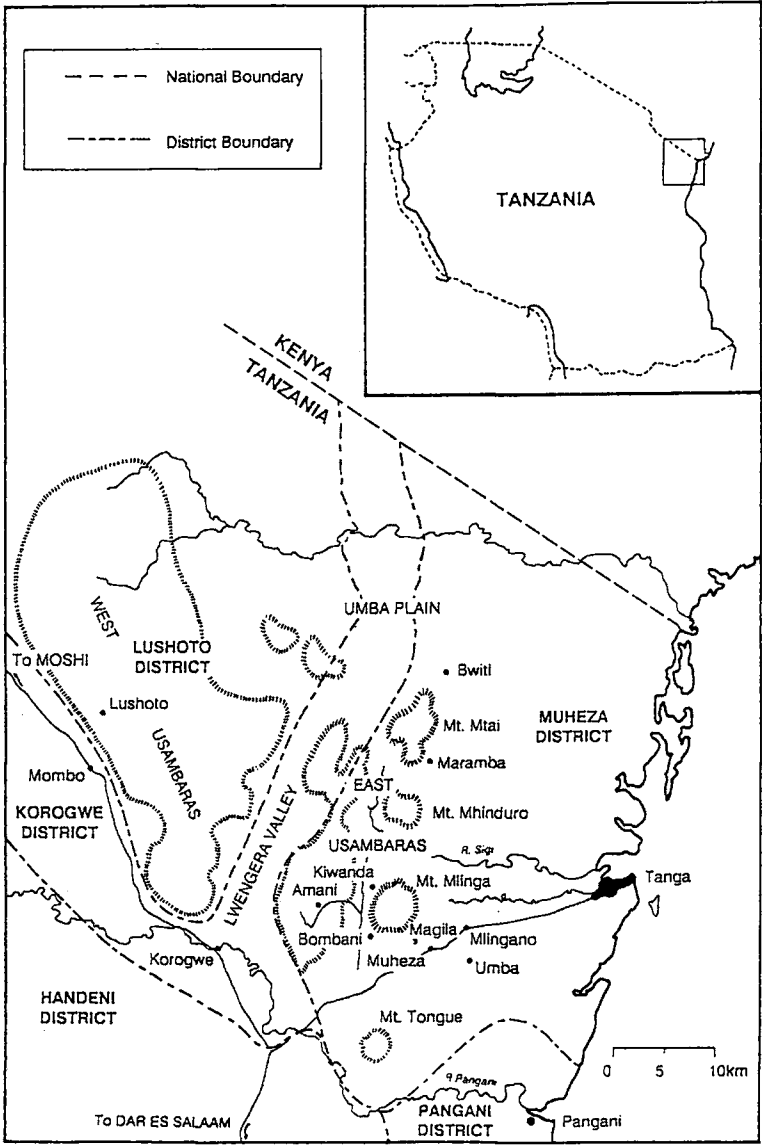 National Boundary
District Boundary
TANZANIA
KENYA
TANZANIA
UMBA PLAIN
WEST
USAMBARAS
LUSHOTO
DISTRICT
To MOSHI
Lushoto
Bwiti
Mt. Mtai
MUHEZA
DISTRICT
Maramba
Mombo
KOROGWE
DISTRICT
LWENGERA VALLEY
EAST
USAMBARAS
Mt. Mhinduro
R. Sigi
Kiwanda
Mt. Mlinga
Tanga
Amani
Magila
Bombani
Mlingano
Muheza
Umba
Korogwe
HANDENI
DISTRICT
Mt. Tongue
0 5 10km
R Pangani
To DAR ES SALAAM
PANGANI
DISTRICT
Pangani